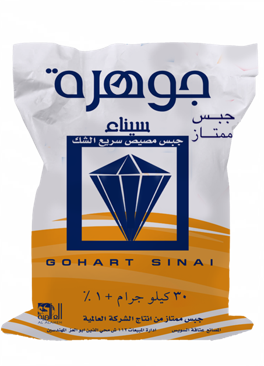 جوهرة
جبس
ممتاز
سيناء
جبس مصيص سريع الشك
GOHART SINAI
٣٠ كيلو جرام + ١ ٪
جبس ممتاز من انتاج الشركة العالمية
العالمية